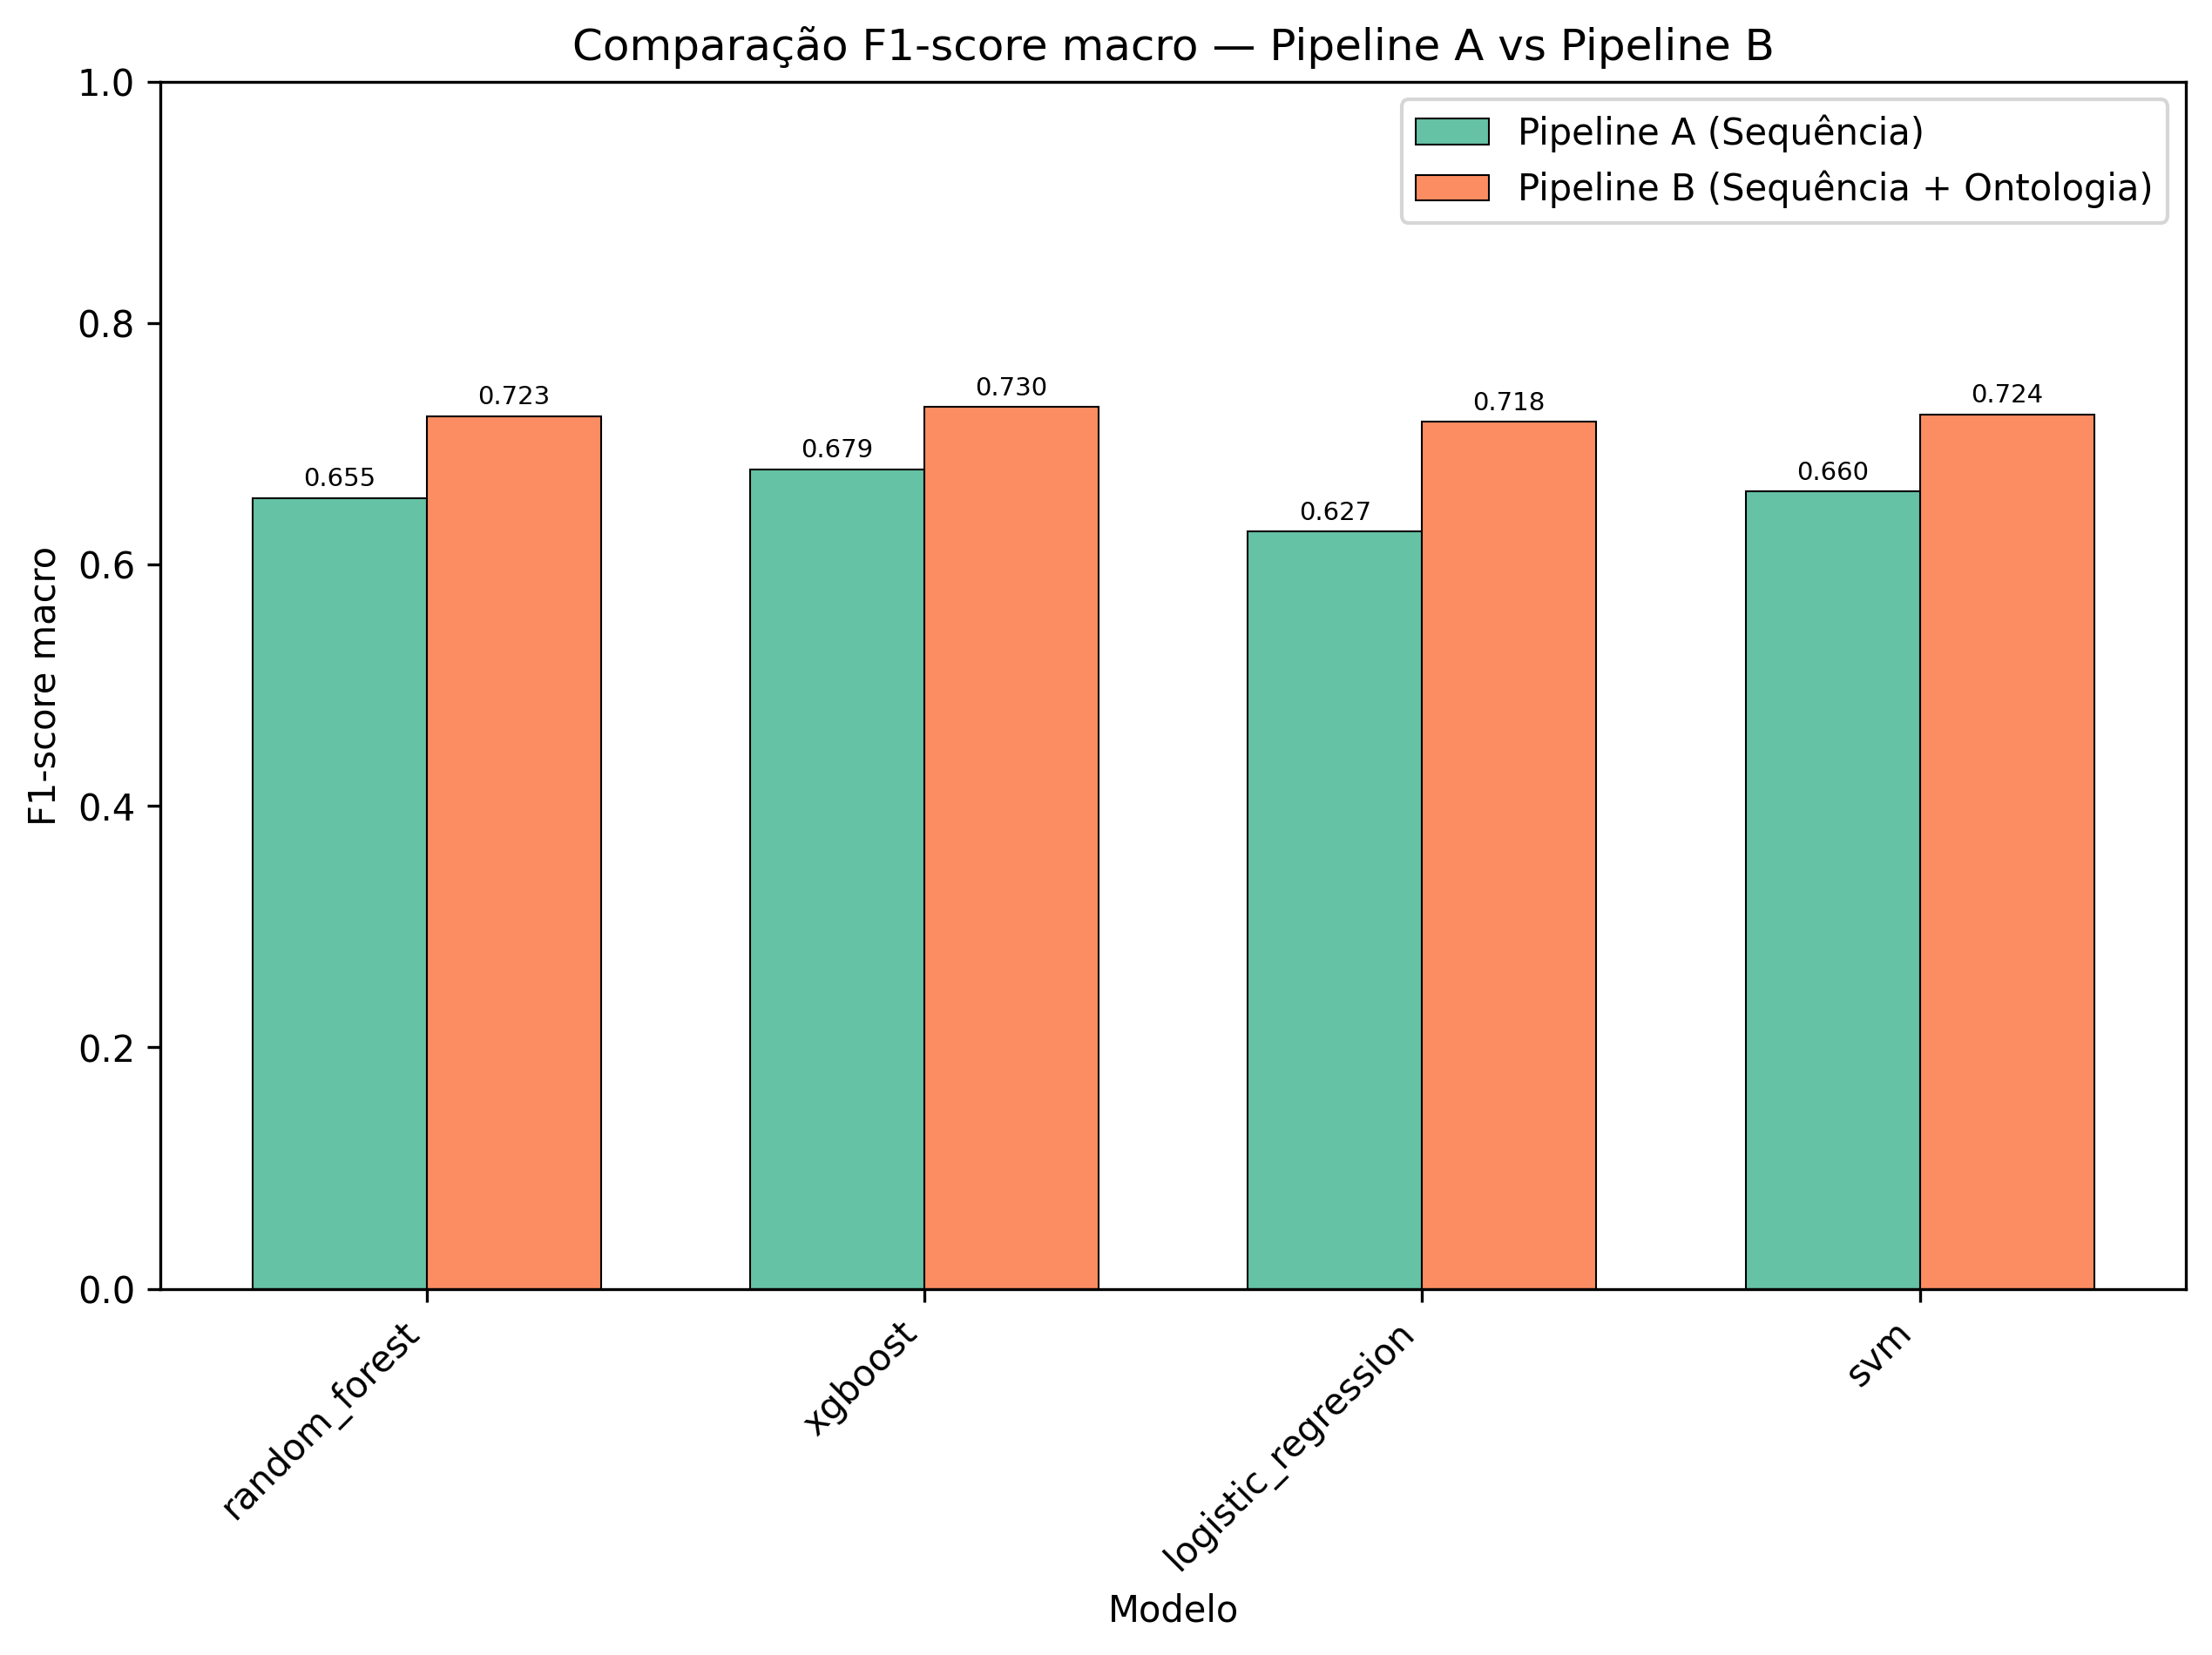 Comparação F1-score macro — Pipeline A vs Pipeline B
Pipeline A (Sequência)
Pipeline B (Sequência + Ontologia)
F1-score macro
1.0
0.8
0.6
0.4
0.2
0.0
0.655
0.723
0.679
0.730
0.627
0.718
0.660
0.724
random_forest
xgboost
logistic_regression
svm
Modelo